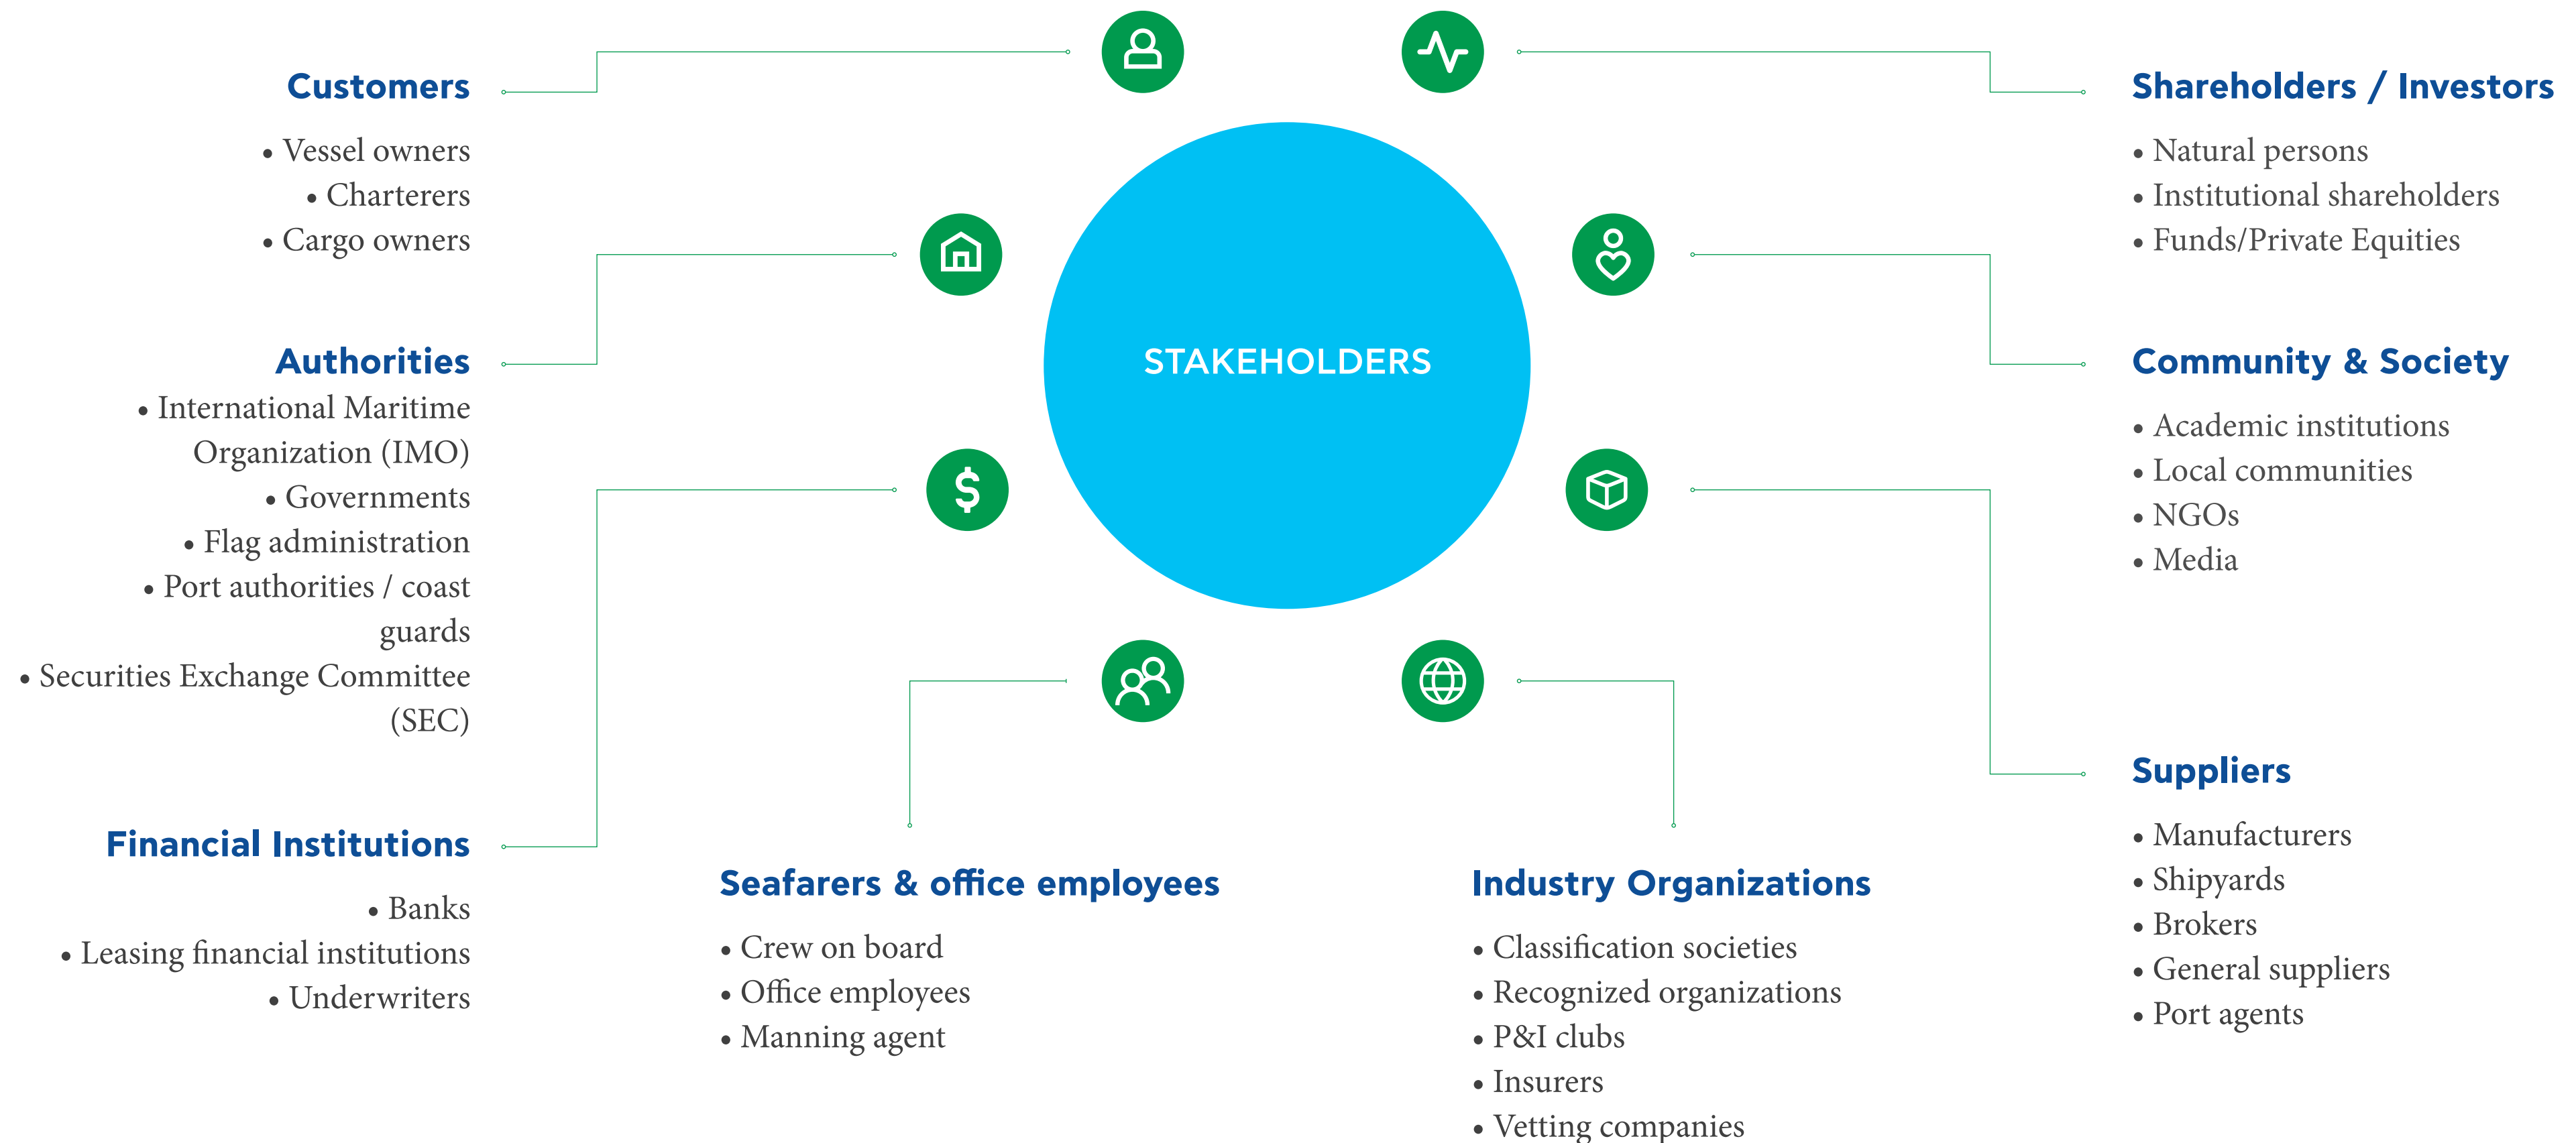 Customers
• Vessel owners
• Charterers
• Cargo owners
Authorities
• International Maritime
Organization (IMO)
• Governments
• Flag administration
• Port authorities / coast
guards
• Securities Exchange Committee
(SEC)
Financial Institutions
• Banks
• Leasing financial institutions
• Underwriters
STAKEHOLDERS
$
Seafarers & office employees
• Crew on board
• Office employees
• Manning agent
Industry Organizations
• Classification societies
• Recognized organizations
• P&I clubs
• Insurers
• Vetting companies
Shareholders / Investors
• Natural persons
• Institutional shareholders
• Funds/Private Equities
Community & Society
• Academic institutions
• Local communities
• NGOs
• Media
Suppliers
• Manufacturers
• Shipyards
• Brokers
• General suppliers
• Port agents